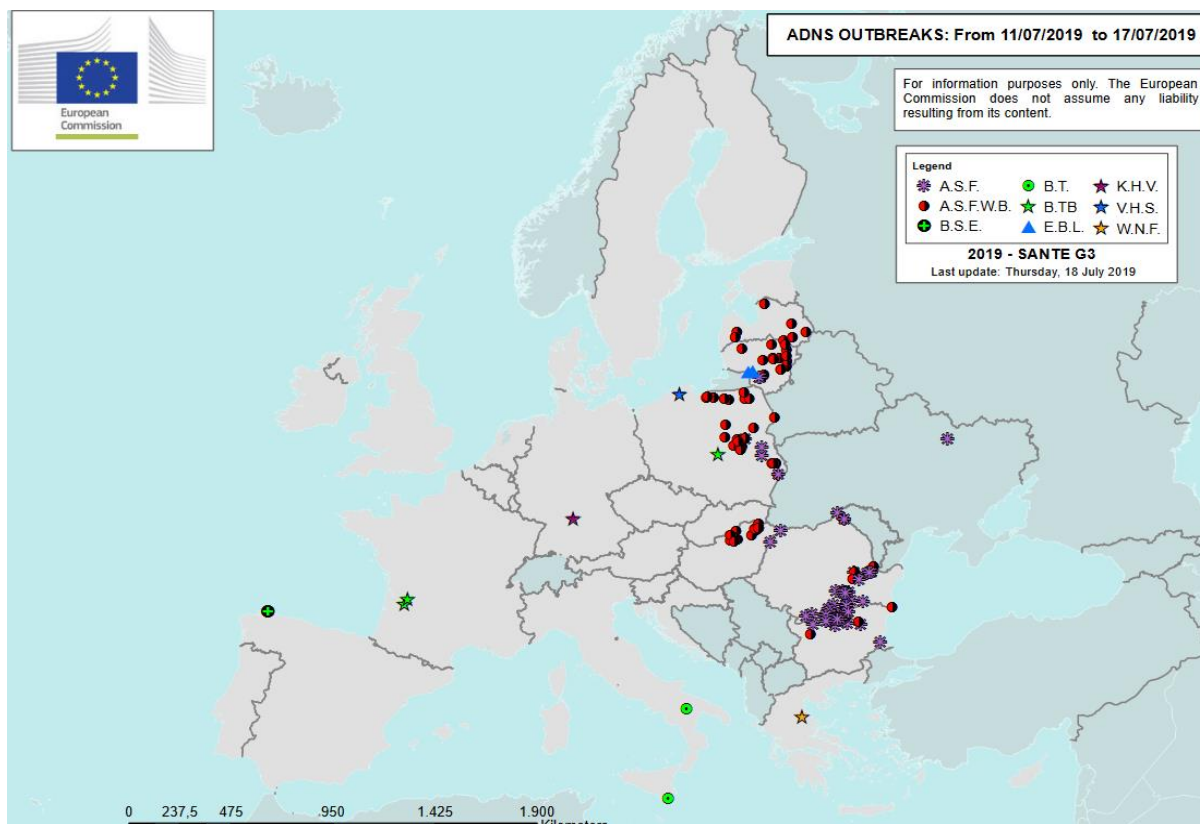 European
Commission
ADNS OUTBREAKS: From 11/07/2019 to 17/07/2019
For information purposes only. The European
Commission does not assume any liability
resulting from its content.
Legend
A.S.F.
B.T.
K.H.V.
A.S.F.W.B.
B.TB
V.H.S.
B.S.E.
E.B.L.
W.N.F.
2019 - SANTE G3
Last update: Thursday, 18 July 2019
0 237,5 475 950 1.425 1.900
Kilometers